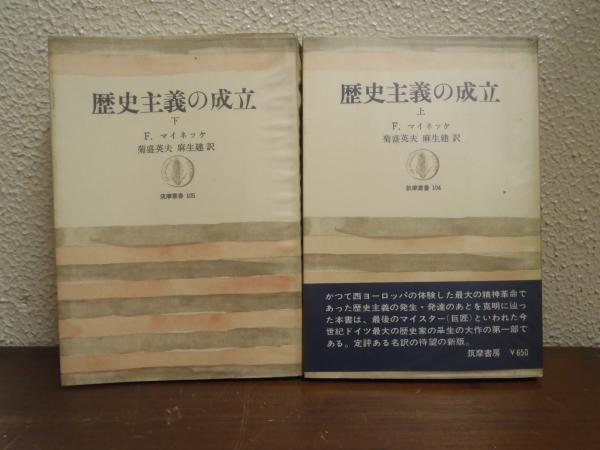 歴史主義の成立
下
F. マイネッケ
菊盛英夫 麻生建 訳
筑摩叢書 105
歴史主義の成立
上
F. マイネッケ
菊盛英夫 麻生建 訳
筑摩叢書 104
かつて西ヨーロッパの体験した最大の精神革命で
あった歴史主義の発生・発達のあとを克明に辿っ
た本書は、最後のマイスター(巨匠)といわれた今
世紀ドイツ最大の歴史家の畢生の大作の第一部で
ある。定評ある名訳の待望の新版。
筑摩書房 ￥650